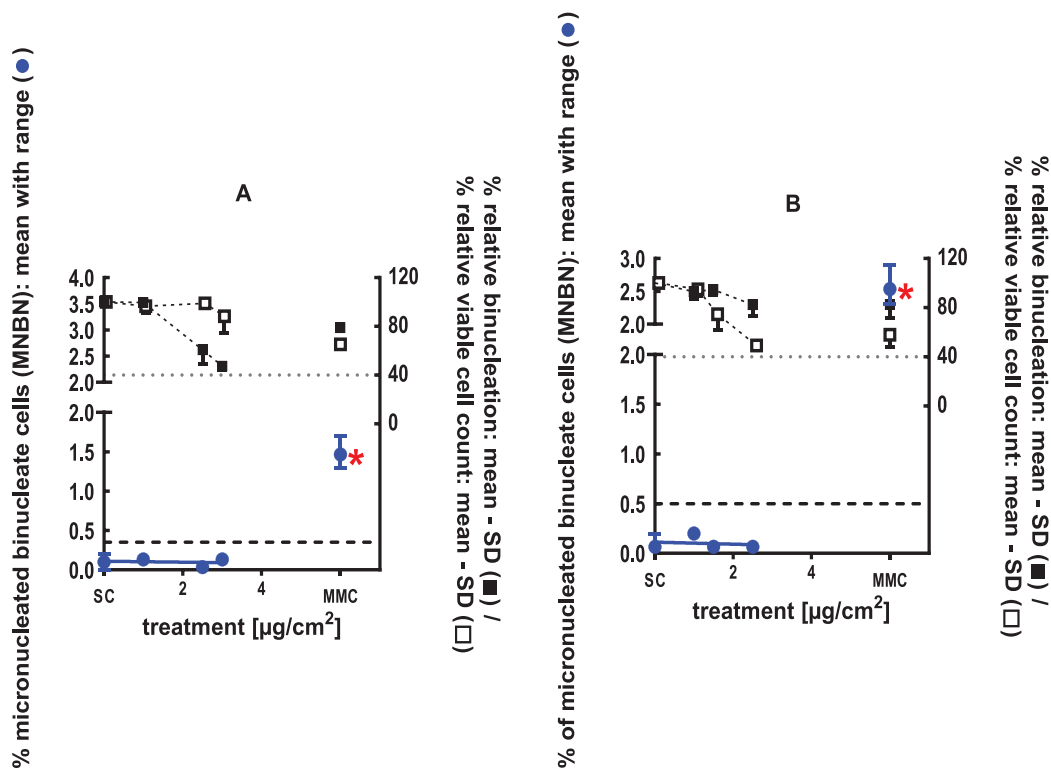 % micronucleated binucleate cells (MNBN): mean with range (●)
A
4.0
3.5
3.0
2.5
2.0
2.0
1.5
1.0
0.5
0.0
120
80
40
0
*
SC
2
4
MMC
treatment [µg/cm²]
% relative viable cell count: mean - SD (□)
% relative binucleation: mean - SD (■) /
% of micronucleated binucleate cells (MNBN): mean with range (●)
B
3.0
2.5
2.0
2.0
1.5
1.0
0.5
0.0
120
80
40
0
*
SC
2
4
MMC
treatment [µg/cm²]
% relative viable cell count: mean - SD (□)
% relative binucleation: mean - SD (■) /